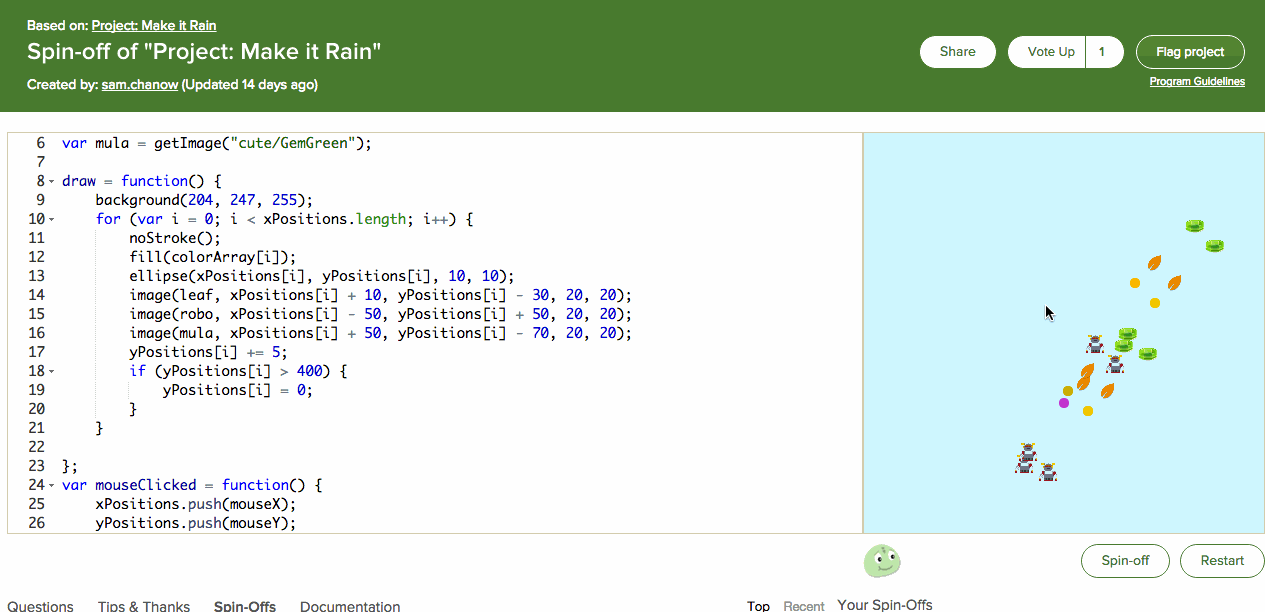 Based on: Project: Make it Rain
Spin-off of "Project: Make it Rain"
Created by: sam.chanow (Updated 14 days ago)
Share
Vote Up 1
Flag project
Program Guidelines
6 var mula = getImage("cute/GemGreen");
7
8 draw = function() {
9 background(204, 247, 255);
10 for (var i = 0; i < xPositions.length; i++) {
11 noStroke();
12 fill(colorArray[i]);
13 ellipse(xPositions[i], yPositions[i], 10, 10);
14 image(leaf, xPositions[i] + 10, yPositions[i] - 30, 20, 20);
15 image(robo, xPositions[i] - 50, yPositions[i] + 50, 20, 20);
16 image(mula, xPositions[i] + 50, yPositions[i] - 70, 20, 20);
17 yPositions[i] += 5;
18 if (yPositions[i] > 400) {
19 yPositions[i] = 0;
20 }
21 }
22
23 };
24 var mouseClicked = function() {
25 xPositions.push(mouseX);
26 yPositions.push(mouseY);
Spin-off
Restart
Questions Tips & Thanks Spin-Offs Documentation
Top Recent Your Spin-Offs